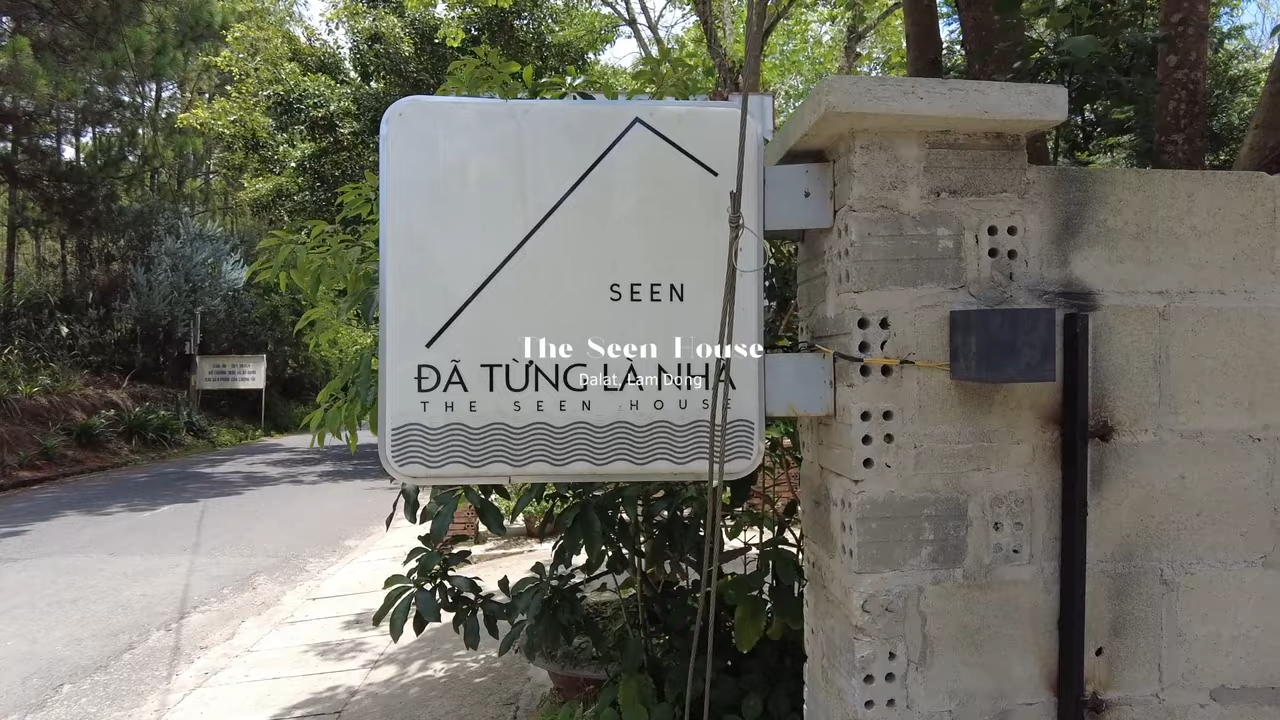 SEEN
The Seen House
ĐÃ TỪNG LÀ NHÀ
Dalat, Lam Dong
THE SEEN HOUSE